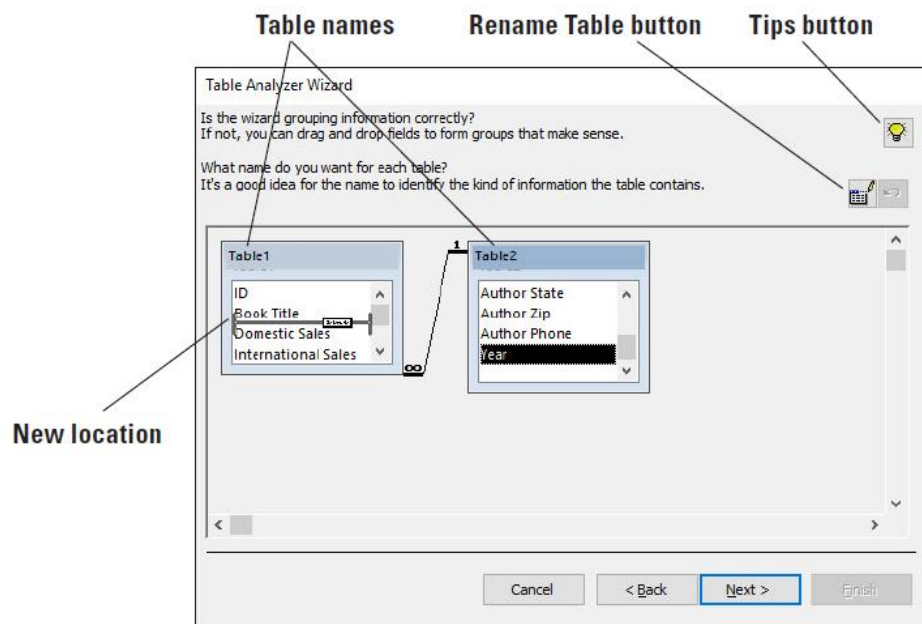 Table names
Rename Table button
Tips button
Table Analyzer Wizard
Is the wizard grouping information correctly?
If not, you can drag and drop fields to form groups that make sense.
What name do you want for each table?
It's a good idea for the name to identify the kind of information the table contains.
1
Table1
Table2
ID
Book Title
Domestic Sales
International Sales
Author State
Author Zip
Author Phone
Year
∞
New location
Cancel
< Back
Next >
Finish